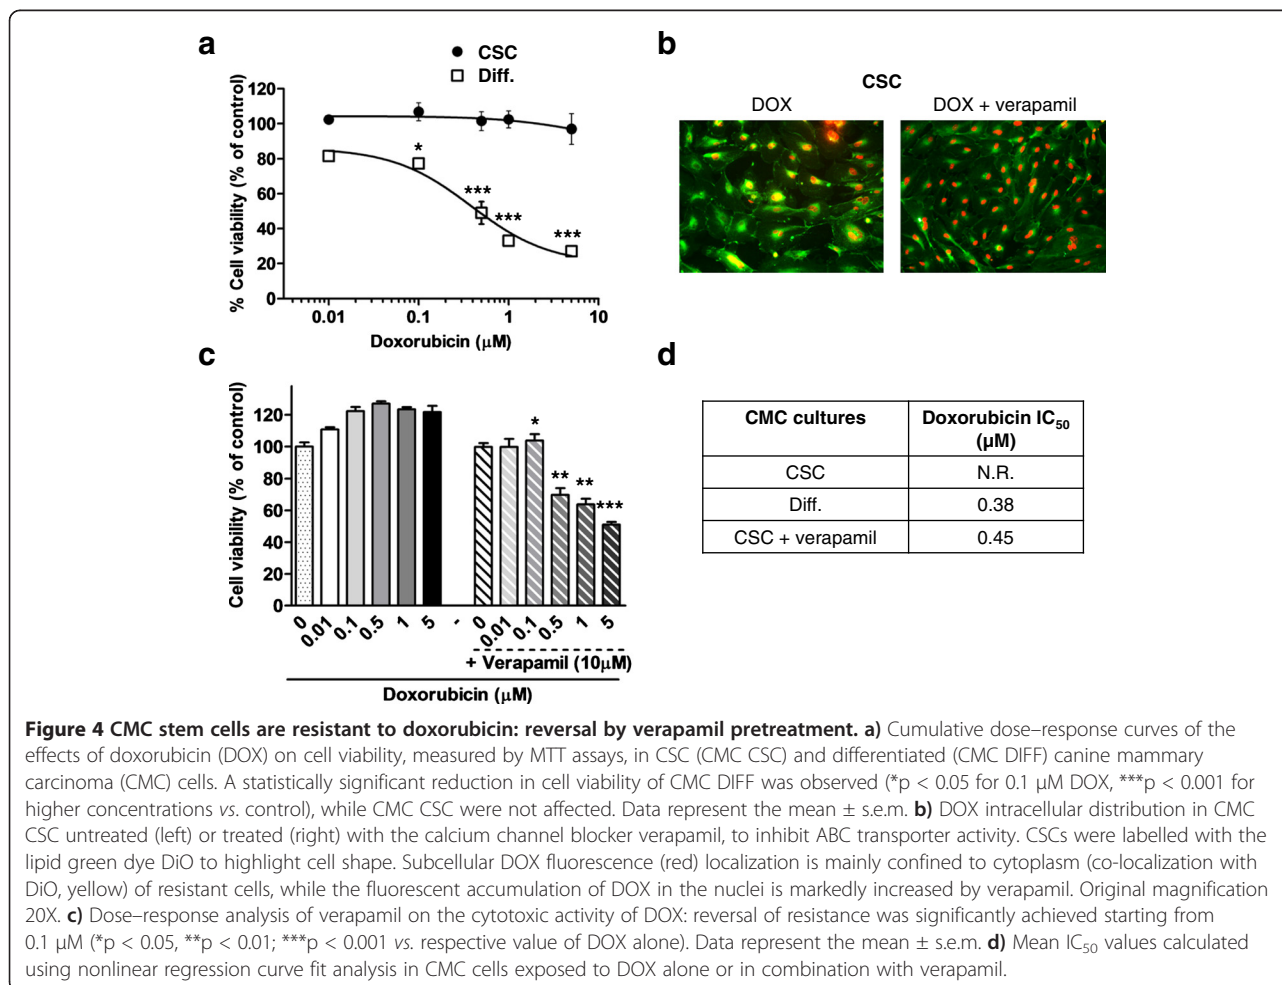 a
CSC
Diff.
% Cell viability (% of control)
120
100
80
60
40
20
0
*
***
***
***
0.01
0.1
1
10
Doxorubicin (µM)
b
CSC
DOX
DOX + verapamil
c
Cell viability (% of control)
120
100
80
60
40
20
0
*
**
**
***
0
0.01
0.1
0.5
1
5
-
0
0.01
0.1
0.5
1
5
+ Verapamil (10µM)
Doxorubicin (µM)
d
CMC cultures Doxorubicin IC50
(µM)
CSC N.R.
Diff. 0.38
CSC + verapamil 0.45
Figure 4 CMC stem cells are resistant to doxorubicin: reversal by verapamil pretreatment. a) Cumulative dose–response curves of the
effects of doxorubicin (DOX) on cell viability, measured by MTT assays, in CSC (CMC CSC) and differentiated (CMC DIFF) canine mammary
carcinoma (CMC) cells. A statistically significant reduction in cell viability of CMC DIFF was observed (*p < 0.05 for 0.1 µM DOX, ***p < 0.001 for
higher concentrations vs. control), while CMC CSC were not affected. Data represent the mean ± s.e.m. b) DOX intracellular distribution in CMC
CSC untreated (left) or treated (right) with the calcium channel blocker verapamil, to inhibit ABC transporter activity. CSCs were labelled with the
lipid green dye DiO to highlight cell shape. Subcellular DOX fluorescence (red) localization is mainly confined to cytoplasm (co-localization with
DiO, yellow) of resistant cells, while the fluorescent accumulation of DOX in the nuclei is markedly increased by verapamil. Original magnification
20X. c) Dose–response analysis of verapamil on the cytotoxic activity of DOX: reversal of resistance was significantly achieved starting from
0.1 µM (*p < 0.05, **p < 0.01; ***p < 0.001 vs. respective value of DOX alone). Data represent the mean ± s.e.m. d) Mean IC50 values calculated
using nonlinear regression curve fit analysis in CMC cells exposed to DOX alone or in combination with verapamil.